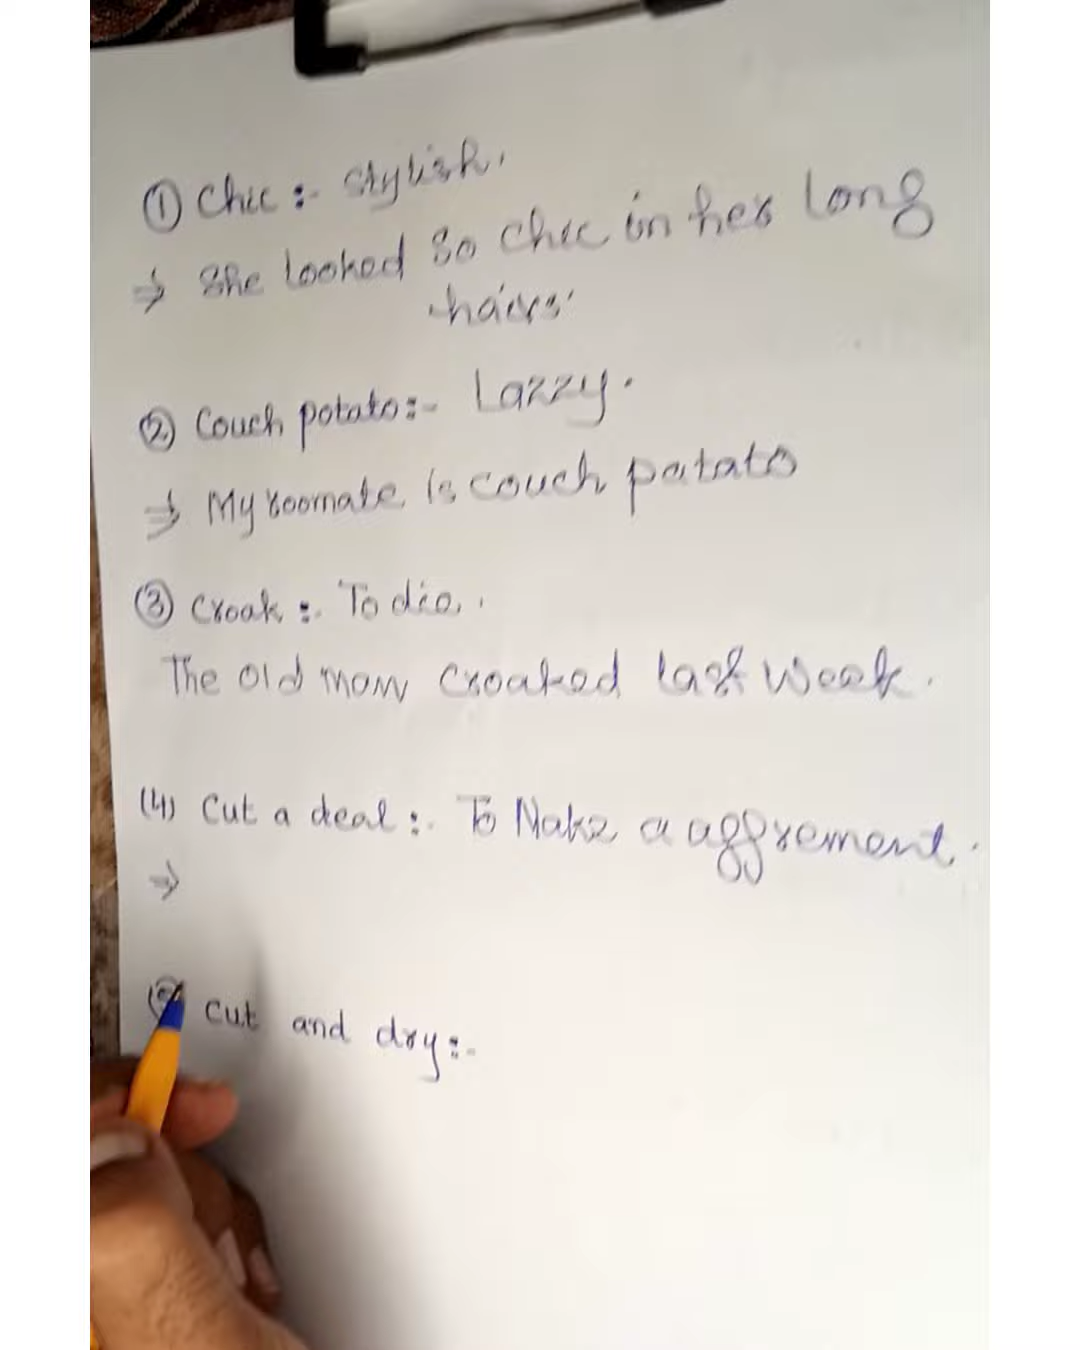 ① Chic :- Stylish.
⇒ She looked so chic in her long
hairs.
② Couch potato :- Lazzy.
⇒ My roomate is couch patato
③ Croak :- To die.
The old man croaked last week.
(4) Cut a deal :- To Make a aggrement.
⇒
(5) Cut and dry :-